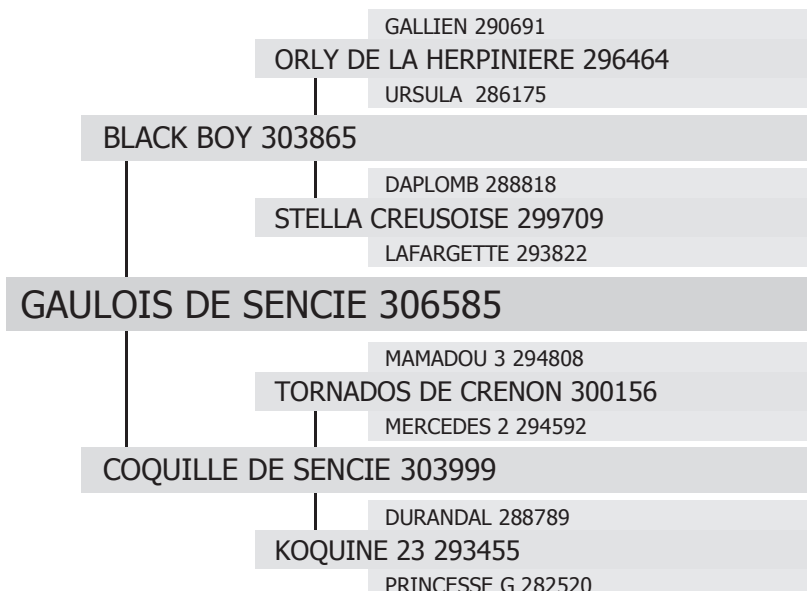 GALLIEN 290691
ORLY DE LA HERPINIERE 296464
URSULA 286175
BLACK BOY 303865
DAPLOMB 288818
STELLA CREUSOISE 299709
LAFARGETTE 293822
GAULOIS DE SENCIE 306585
MAMADOU 3 294808
TORNADOS DE CRENON 300156
MERCEDES 2 294592
COQUILLE DE SENCIE 303999
DURANDAL 288789
KOQUINE 23 293455
PRINCESSE G 282520